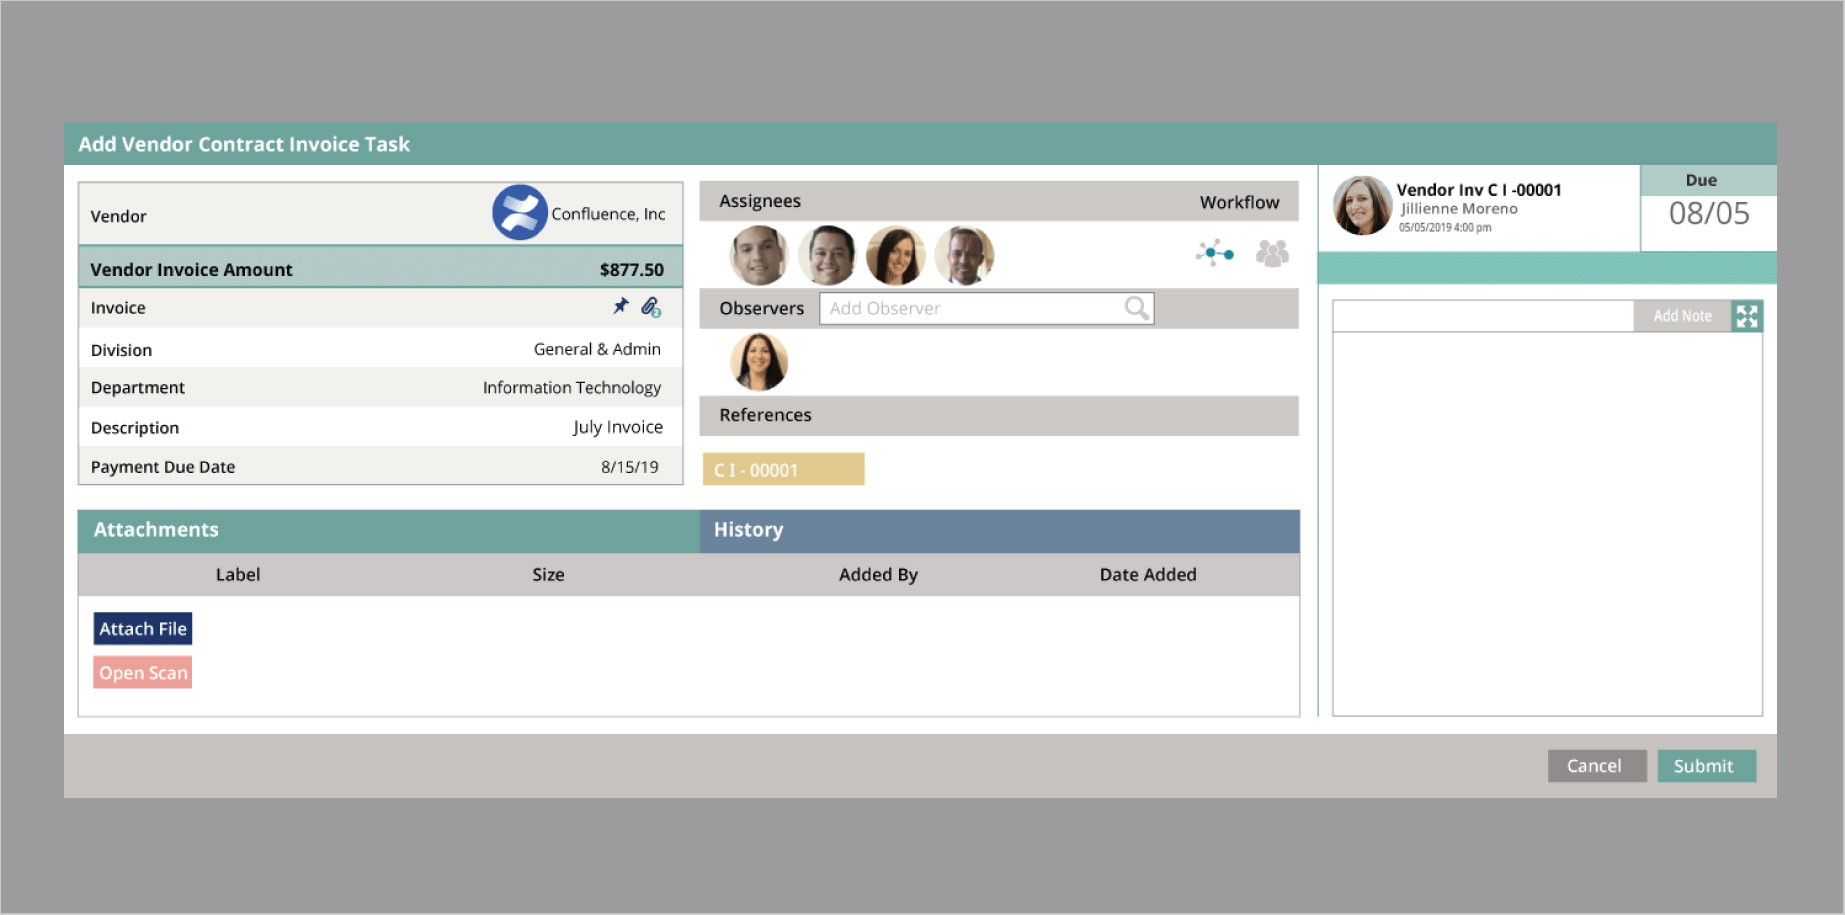 Add Vendor Contract Invoice Task
Vendor
Confluence, Inc
Vendor Invoice Amount
$877.50
Invoice
2
Division
General & Admin
Department
Information Technology
Description
July Invoice
Payment Due Date
8/15/19
Assignees
Workflow
Observers
Add Observer
References
C I - 00001
Vendor Inv C I -00001
Jillienne Moreno
05/05/2019 4:00 pm
Due
08/05
Add Note
Attachments
History
Label
Size
Added By
Date Added
Attach File
Open Scan
Cancel
Submit